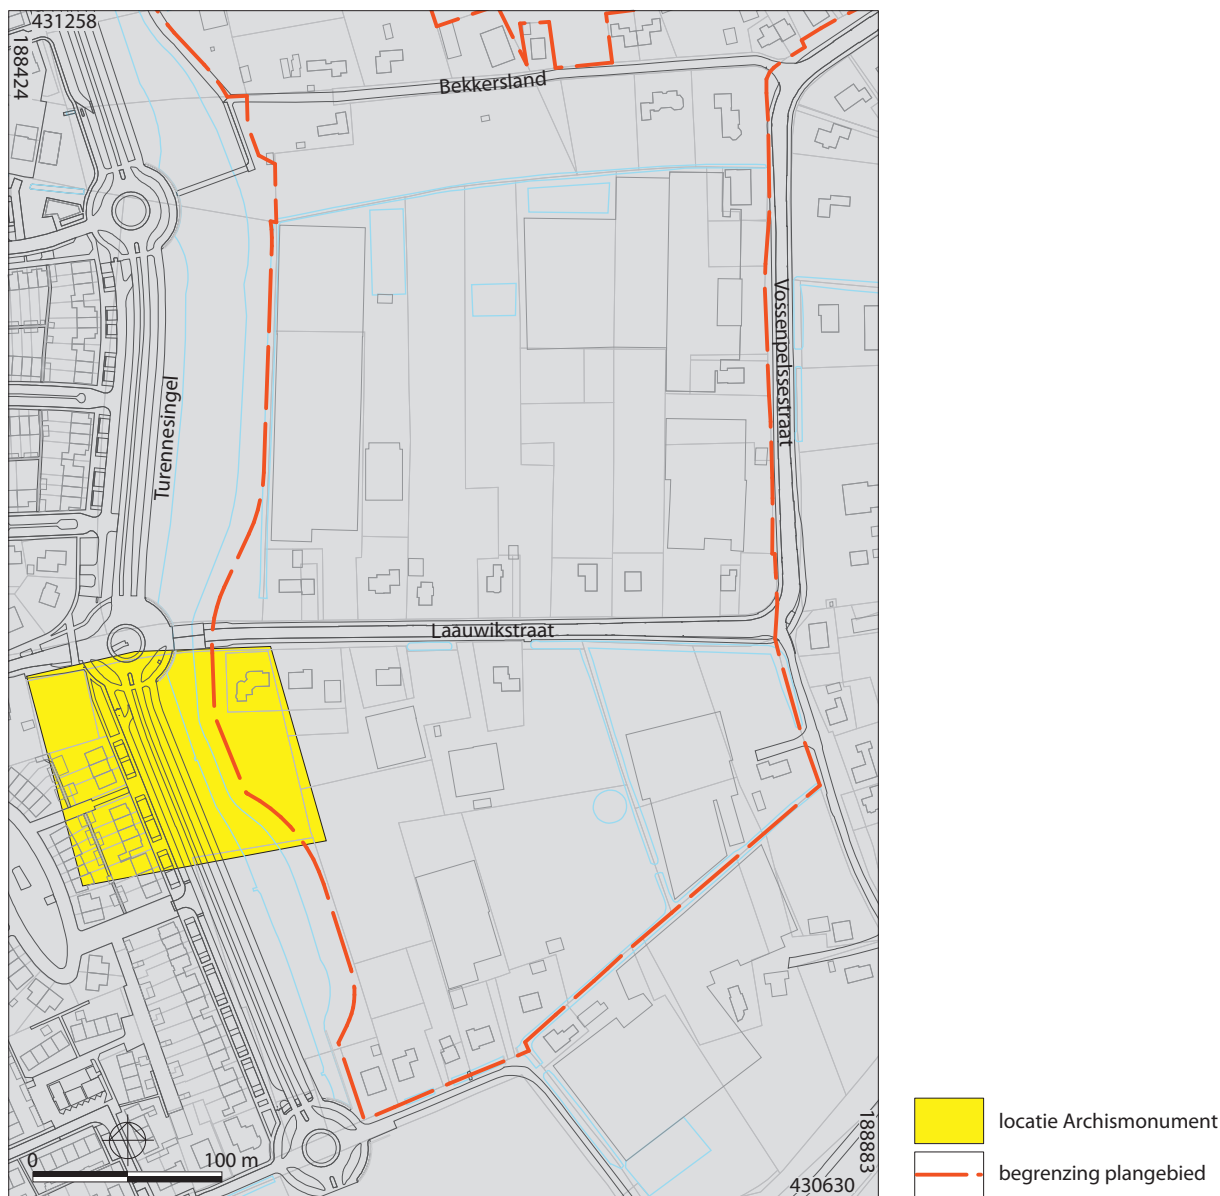 431258
188424
Bekkersland
Vossenpelssestraat
Turennesingel
Laauwikstraat
0
100 m
188883
430630
locatie Archismonument
begrenzing plangebied